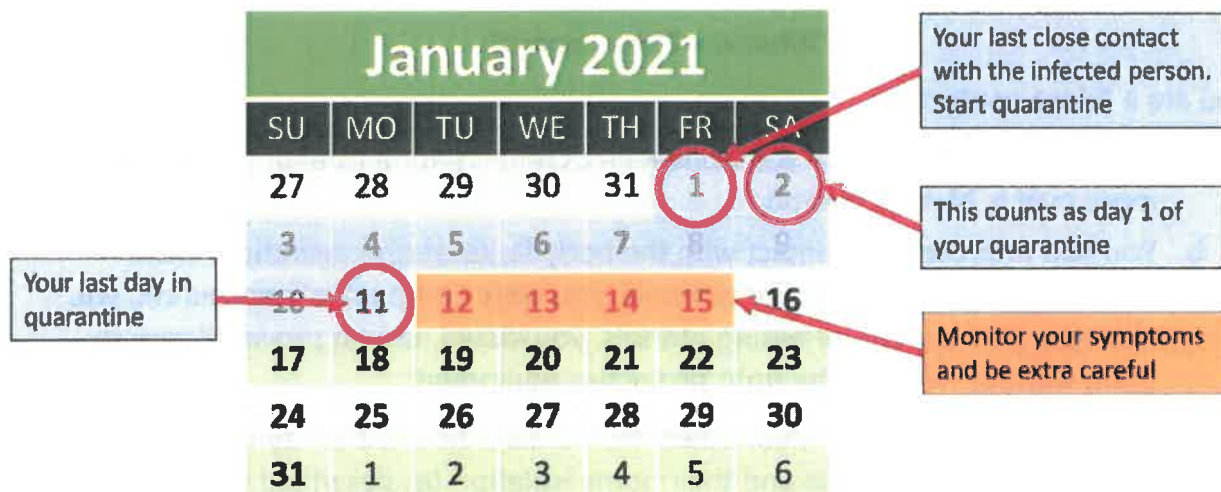 January 2021
SU MO TU WE TH FR SA
27 28 29 30 31 1 2
3 4 5 6 7 8 9
10 11 12 13 14 15 16
17 18 19 20 21 22 23
24 25 26 27 28 29 30
31 1 2 3 4 5 6
Your last close contact
with the infected person.
Start quarantine
This counts as day 1 of
your quarantine
Your last day in
quarantine
Monitor your symptoms
and be extra careful